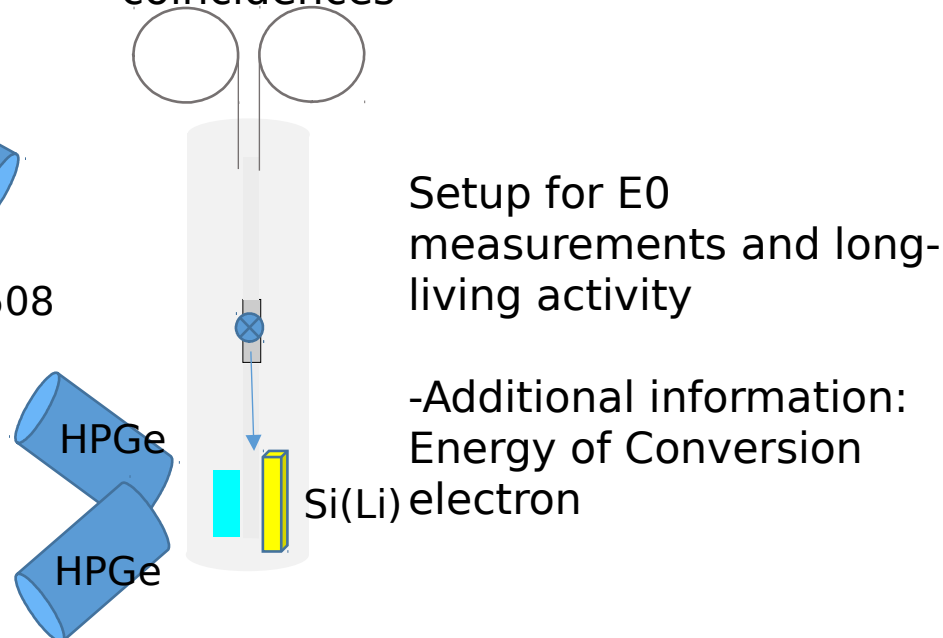 Setup for E0
measurements and long-
living activity
-Additional information:
Energy of Conversion
electron
HPGe
Si(Li)
HPGe